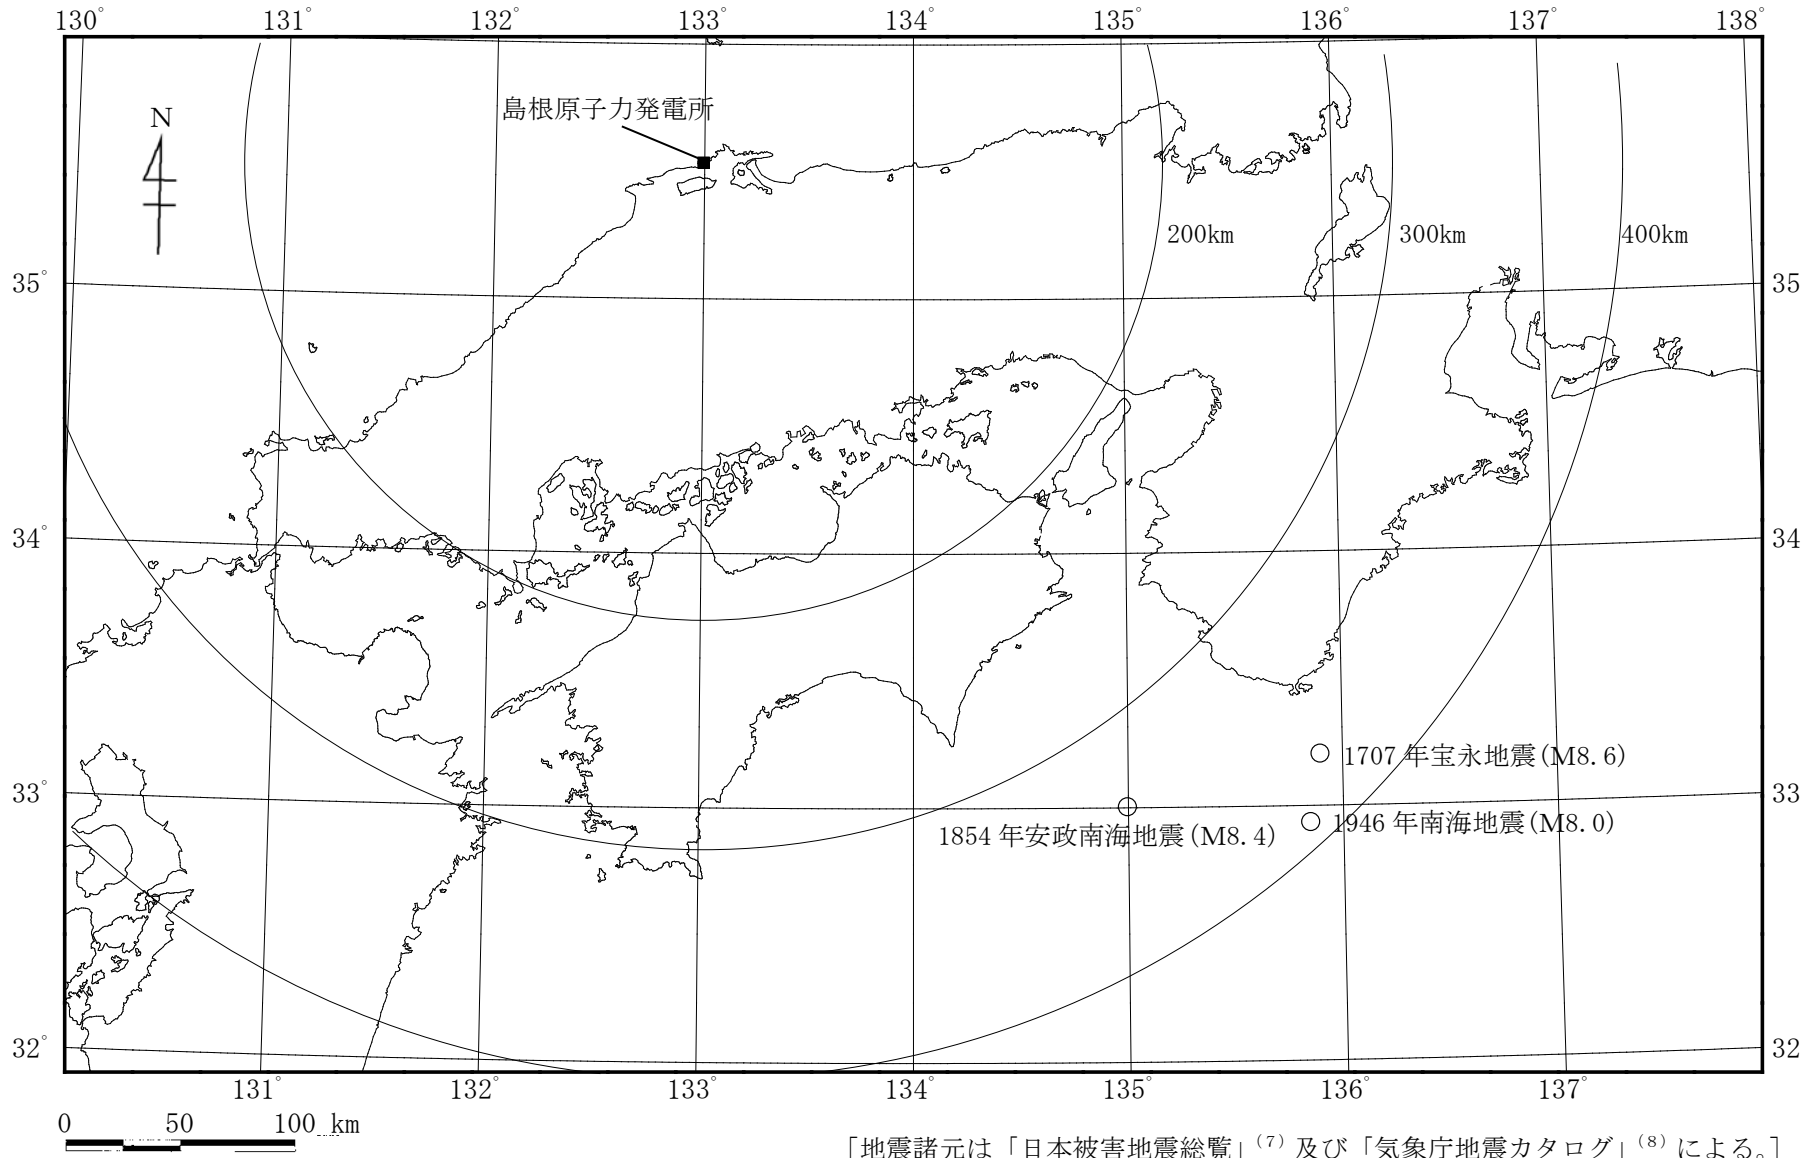 130° 131° 132° 133° 134° 135° 136° 137° 138°
島根原子力発電所
N
200km 300km 400km
35° 35
34° 34
1707 年宝永地震(M8.6)
33° 33
1854 年安政南海地震(M8.4) 1946 年南海地震(M8.0)
32° 32
131° 132° 133° 134° 135° 136° 137°
0 50 100 km
「地震諸元は「日本被害地震総覧」(7) 及び「気象庁地震カタログ」(8) による。]